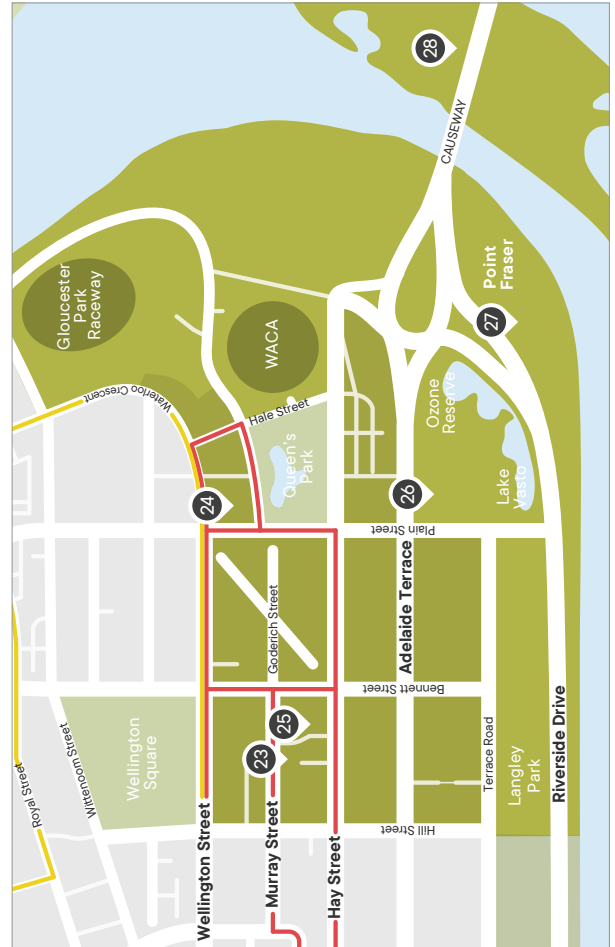 28
CAUSEWAY
Gloucester
Park
Raceway
Point
Fraser
27
WACA
Waterloo Crescent
Hale Street
Ozone
Reserve
Queen's
Park
24
26
Lake
Vasto
Plain Street
Adelaide Terrace
Goderich Street
Bennett Street
25
23
Wellington
Square
Royal Street
Wittenoom Street
Terrace Road
Langley
Park
Riverside Drive
Hill Street
Wellington Street
Murray Street
Hay Street